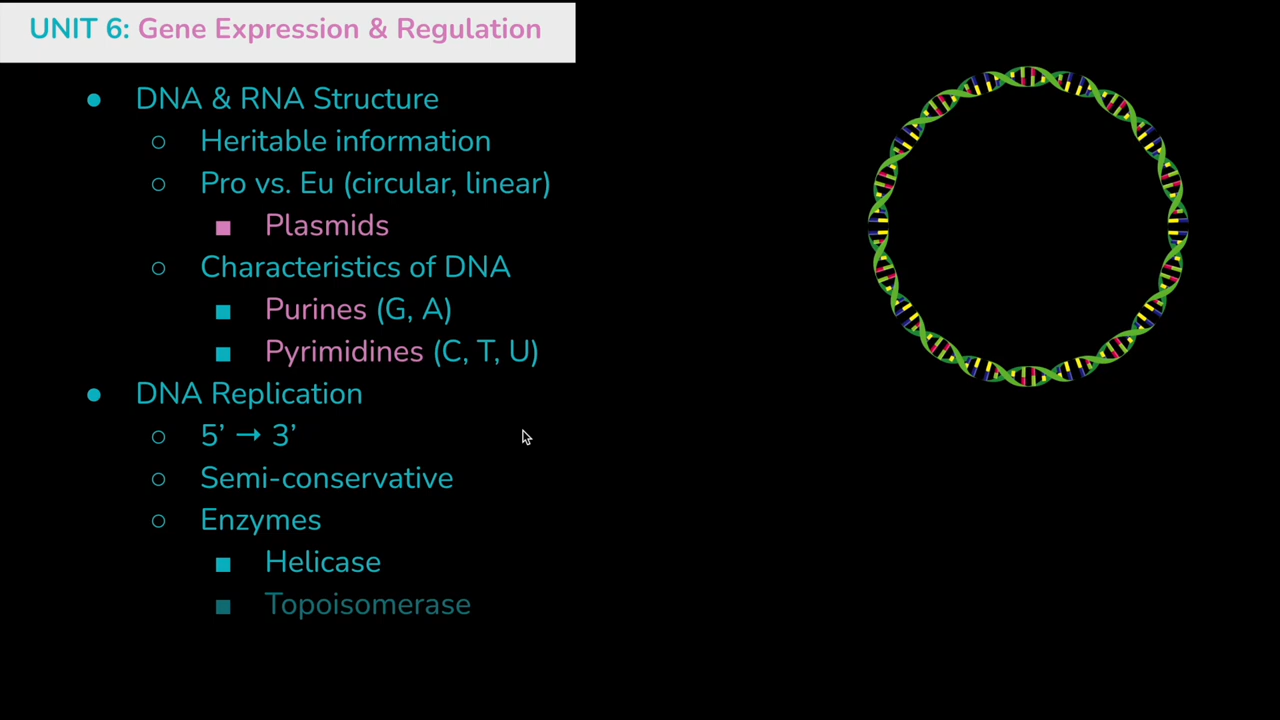 UNIT 6: Gene Expression & Regulation
● DNA & RNA Structure
○ Heritable information
○ Pro vs. Eu (circular, linear)
■ Plasmids
○ Characteristics of DNA
■ Purines (G, A)
■ Pyrimidines (C, T, U)
● DNA Replication
○ 5’ → 3’
○ Semi-conservative
○ Enzymes
■ Helicase
■ Topoisomerase